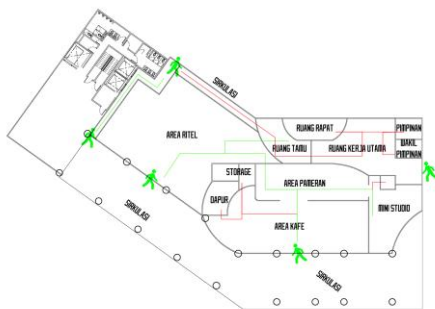 SIRKULASI
RUANG RAPAT
PIMPINAN
AREA RITEL
RUANG TAMU
RUANG KERJA UTAMA
WAKIL
PIMPINAN
STORAGE
AREA PAMERAN
DAPUR
MINI STUDIO
SIRKULASI
AREA KAFE
SIRKULASI